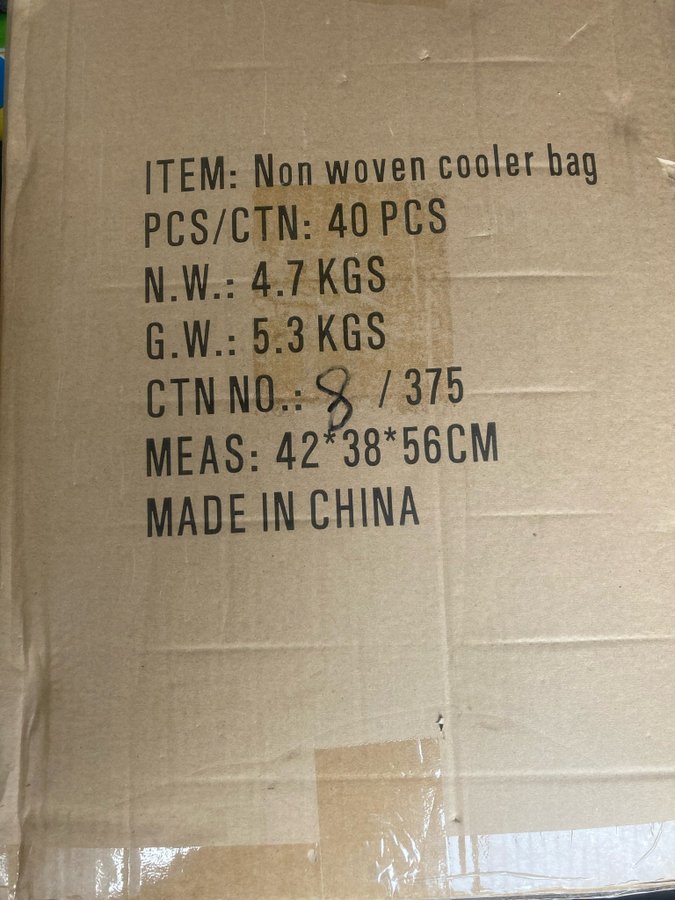 ITEM: Non woven cooler bag
PCS/CTN: 40 PCS
N.W.: 4.7 KGS
G.W.: 5.3 KGS
CTN NO.: 8 / 375
MEAS: 42*38*56CM
MADE IN CHINA